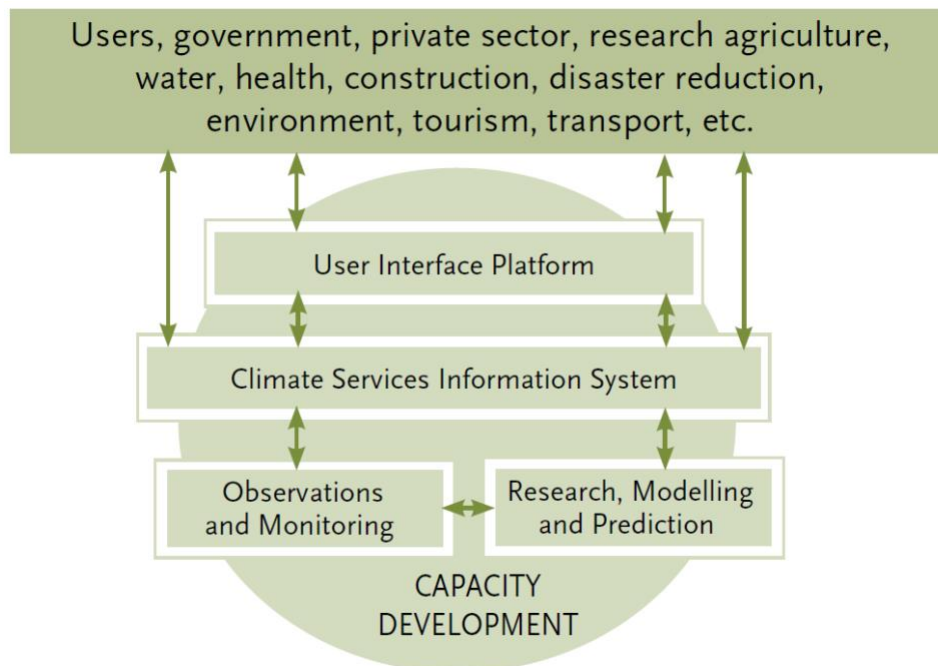 Users, government, private sector, research agriculture,
water, health, construction, disaster reduction,
environment, tourism, transport, etc.
User Interface Platform
Climate Services Information System
Observations
and Monitoring
Research, Modelling
and Prediction
CAPACITY
DEVELOPMENT